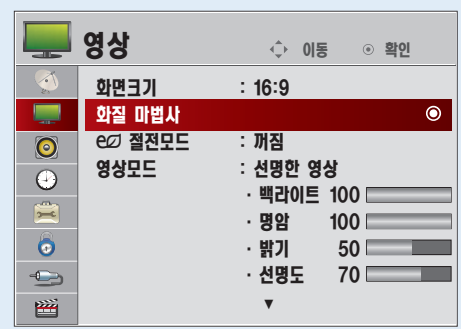 영상 이동 확인
화면크기 : 16:9
화질 마법사
e 절전모드 : 꺼짐
영상모드 : 선명한 영상
· 백라이트 100
· 명암 100
· 밝기 50
· 선명도 70
▼